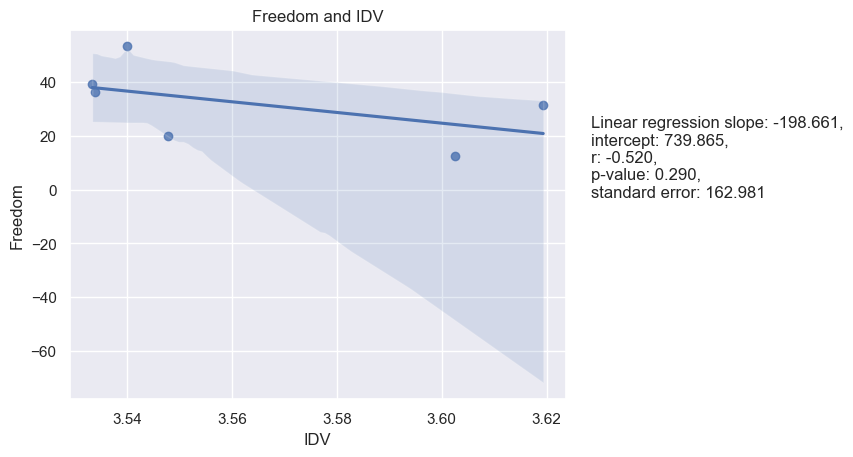 Freedom and IDV
40
20
0
−20
−40
−60
Freedom
3.54
3.56
3.58
3.60
3.62
IDV
Linear regression slope: -198.661,
intercept: 739.865,
r: -0.520,
p-value: 0.290,
standard error: 162.981